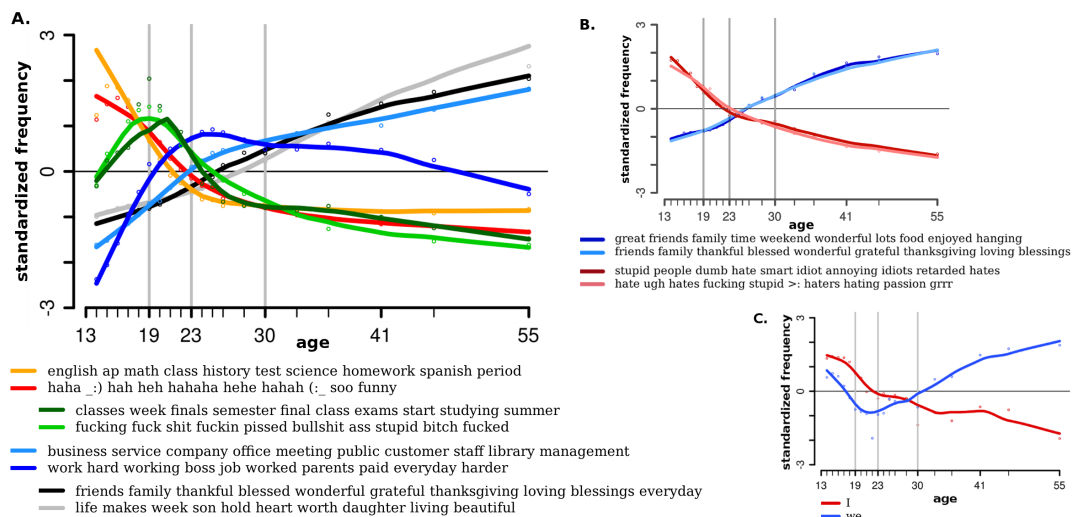 A.
3
0
-3
standardized frequency
13 19 23 30 41 55
age
english ap math class history test science homework spanish period
haha _:) hah heh hahaha hehe hahah (:_ soo funny
classes week finals semester final class exams start studying summer
fucking fuck shit fuckin pissed bullshit ass stupid bitch fucked
business service company office meeting public customer staff library management
work hard working boss job worked parents paid everyday harder
friends family thankful blessed wonderful grateful thanksgiving loving blessings everyday
life makes week son hold heart worth daughter living beautiful
B.
3
0
-3
standardized frequency
13 19 23 30 41 55
age
great friends family time weekend wonderful lots food enjoyed hanging
friends family thankful blessed wonderful grateful thanksgiving loving blessings
stupid people dumb hate smart idiot annoying idiots retarded hates
hate ugh hates fucking stupid >: haters hating passion grrr
C.
3
0
-3
standardized frequency
13 19 23 30 41 55
age
I
we